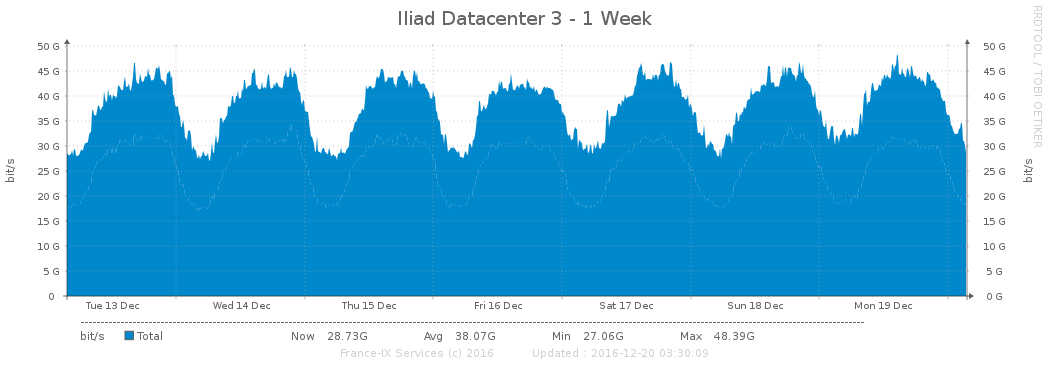 Iliad Datacenter 3 - 1 Week
RRDTOOL / TOBI OETIKER
50 G 50 G
45 G 45 G
40 G 40 G
35 G 35 G
30 G 30 G
25 G 25 G
20 G 20 G
15 G 15 G
10 G 10 G
5 G 5 G
0 0 G
bit/s bit/s
Tue 13 Dec Wed 14 Dec Thu 15 Dec Fri 16 Dec Sat 17 Dec Sun 18 Dec Mon 19 Dec
bit/s Total Now 28.73G Avg 38.07G Min 27.06G Max 48.39G
France-IX Services (c) 2016 Updated : 2016-12-20 03:30:09